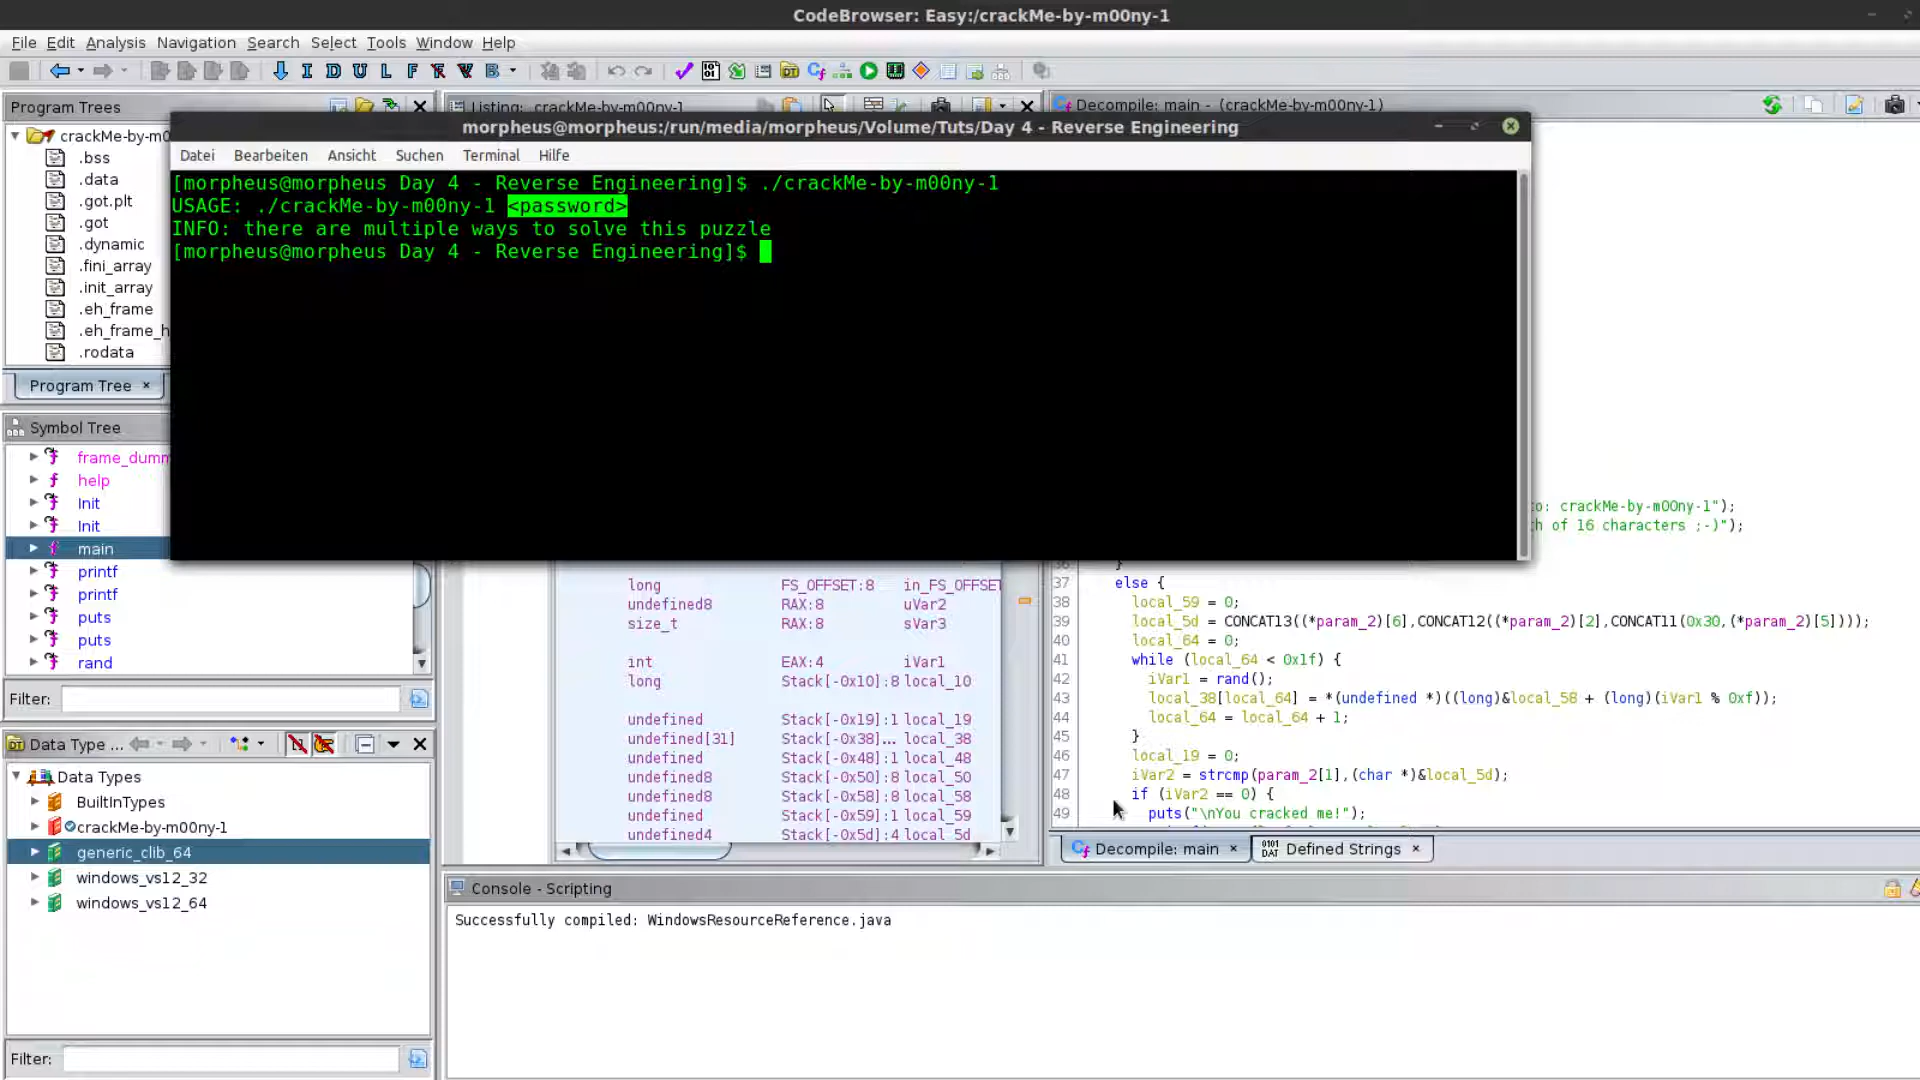 CodeBrowser: Easy:/crackMe-by-m00ny-1
File Edit Analysis Navigation Search Select Tools Window Help
I D U L F B
Program Trees
Listing: crackMe-by-m00ny-1
Decompile: main - (crackMe-by-m00ny-1)
morpheus@morpheus:/run/media/morpheus/Volume/Tuts/Day 4 - Reverse Engineering
Datei Bearbeiten Ansicht Suchen Terminal Hilfe
[morpheus@morpheus Day 4 - Reverse Engineering]$ ./crackMe-by-m00ny-1
USAGE: ./crackMe-by-m00ny-1 <password>
INFO: there are multiple ways to solve this puzzle
[morpheus@morpheus Day 4 - Reverse Engineering]$
crackMe-by-m0
.bss
.data
.got.plt
.got
.dynamic
.fini_array
.init_array
.eh_frame
.eh_frame_h
.rodata
Program Tree ×
Symbol Tree
frame_dumm
help
Init
Init
main
printf
printf
puts
puts
rand
Filter:
Data Type ...
Data Types
BuiltInTypes
crackMe-by-m00ny-1
generic_clib_64
windows_vs12_32
windows_vs12_64
Filter:
long FS_OFFSET:8 in_FS_OFFSET
undefined8 RAX:8 uVar2
size_t RAX:8 sVar3
int EAX:4 iVar1
long Stack[-0x10]:8 local_10
undefined Stack[-0x19]:1 local_19
undefined[31] Stack[-0x38]... local_38
undefined Stack[-0x48]:1 local_48
undefined8 Stack[-0x50]:8 local_50
undefined8 Stack[-0x58]:8 local_58
undefined Stack[-0x59]:1 local_59
undefined4 Stack[-0x5d]:4 local_5d
o: crackMe-by-m00ny-1");
h of 16 characters ;-)");
36 }
37 else {
38 local_59 = 0;
39 local_5d = CONCAT13((*param_2)[6],CONCAT12((*param_2)[2],CONCAT11(0x30,(*param_2)[5])));
40 local_64 = 0;
41 while (local_64 < 0x1f) {
42 iVar1 = rand();
43 local_38[local_64] = *(undefined *)((long)&local_58 + (long)(iVar1 % 0xf));
44 local_64 = local_64 + 1;
45 }
46 local_19 = 0;
47 iVar2 = strcmp(param_2[1],(char *)&local_5d);
48 if (iVar2 == 0) {
49 puts("\nYou cracked me!");
Decompile: main × Defined Strings ×
Console - Scripting
Successfully compiled: WindowsResourceReference.java